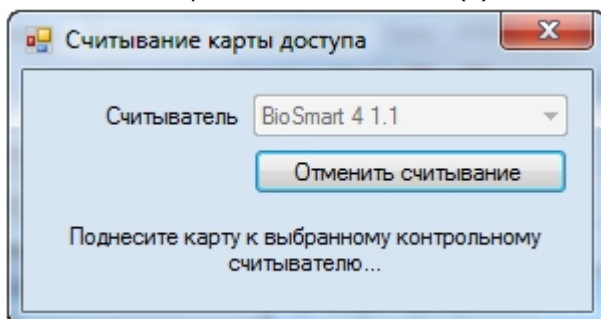 Считывание карты доступа
Считыватель BioSmart 4 1.1
Отменить считывание
Поднесите карту к выбранному контрольному
считывателю...